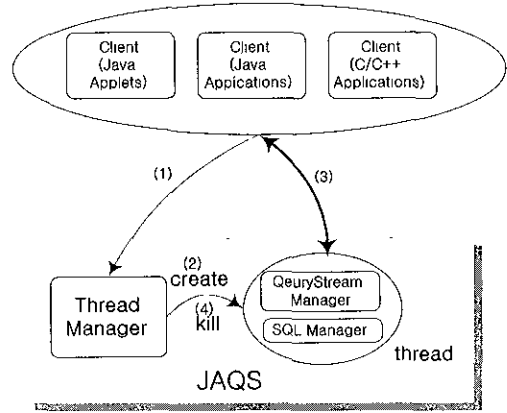 Client
(Java
Applets)
Client
(Java
Appications)
Client
(C/C++
Applications)
(1)
(3)
(2)
create
(4)
kill
Thread
Manager
QeuryStream
Manager
SQL Manager
thread
JAQS